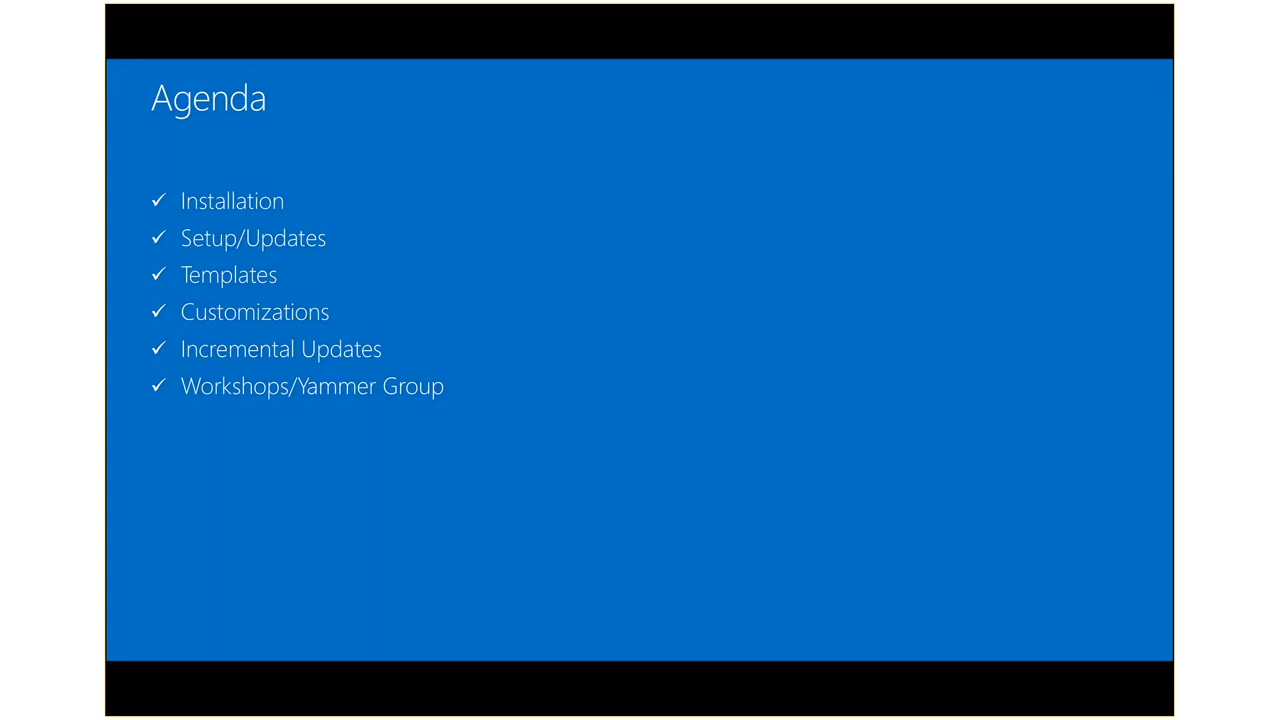 Agenda
✓ Installation
✓ Setup/Updates
✓ Templates
✓ Customizations
✓ Incremental Updates
✓ Workshops/Yammer Group